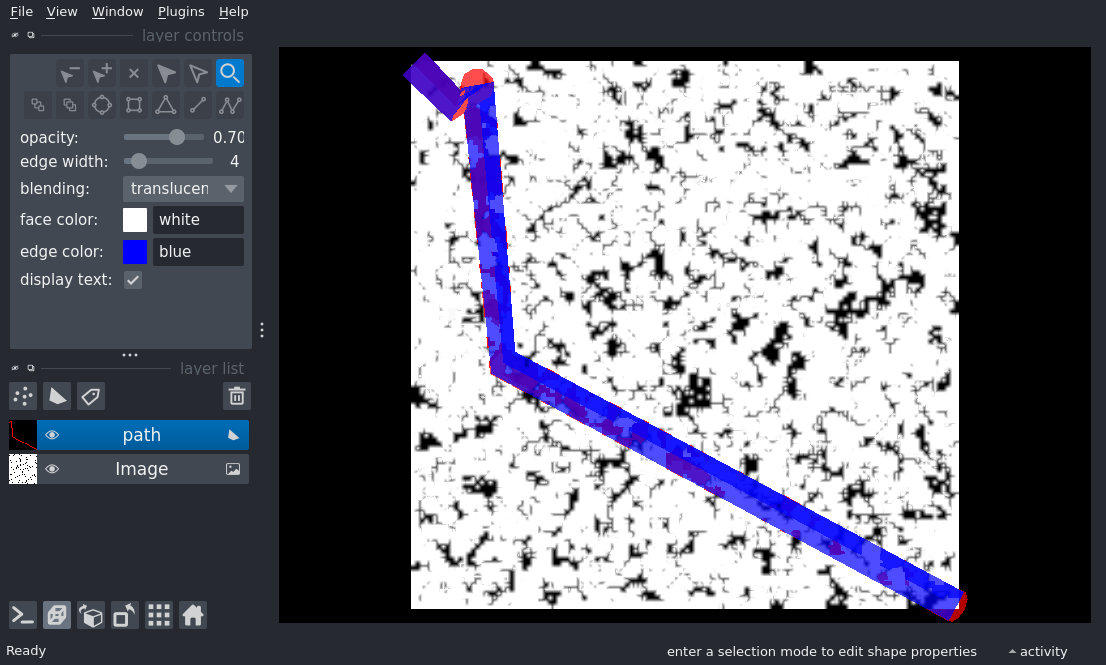 File View Window Plugins Help
layer controls
opacity: 0.70
edge width: 4
blending: translucen
face color: white
edge color: blue
display text:
layer list
path
Image
Ready
enter a selection mode to edit shape properties
activity